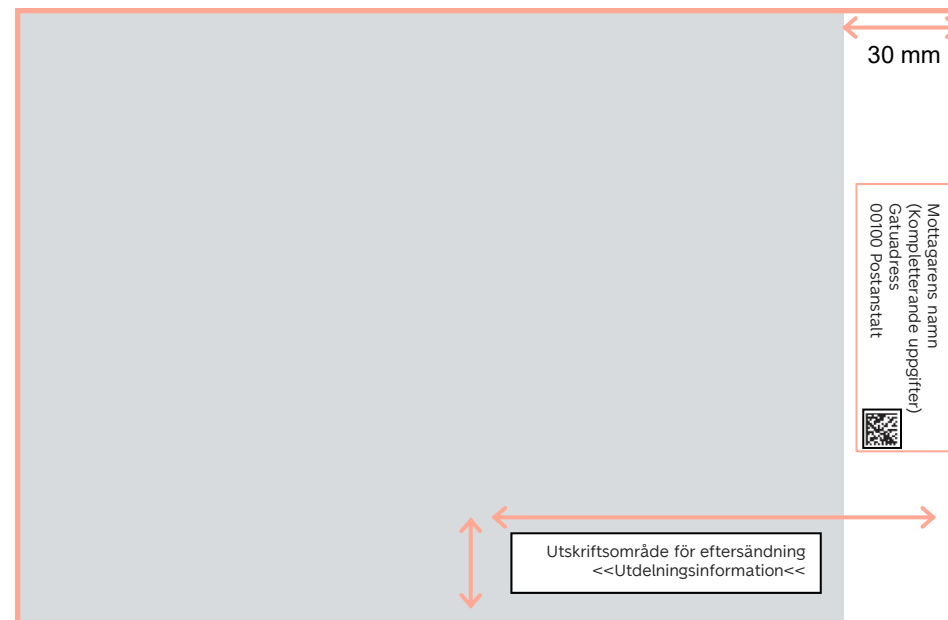 30 mm
Mottagarens namn
(Kompletterande uppgifter)
Gatuadress
00100 Postanstalt
Utskriftsområde för eftersändning
<<Utdelningsinformation<<